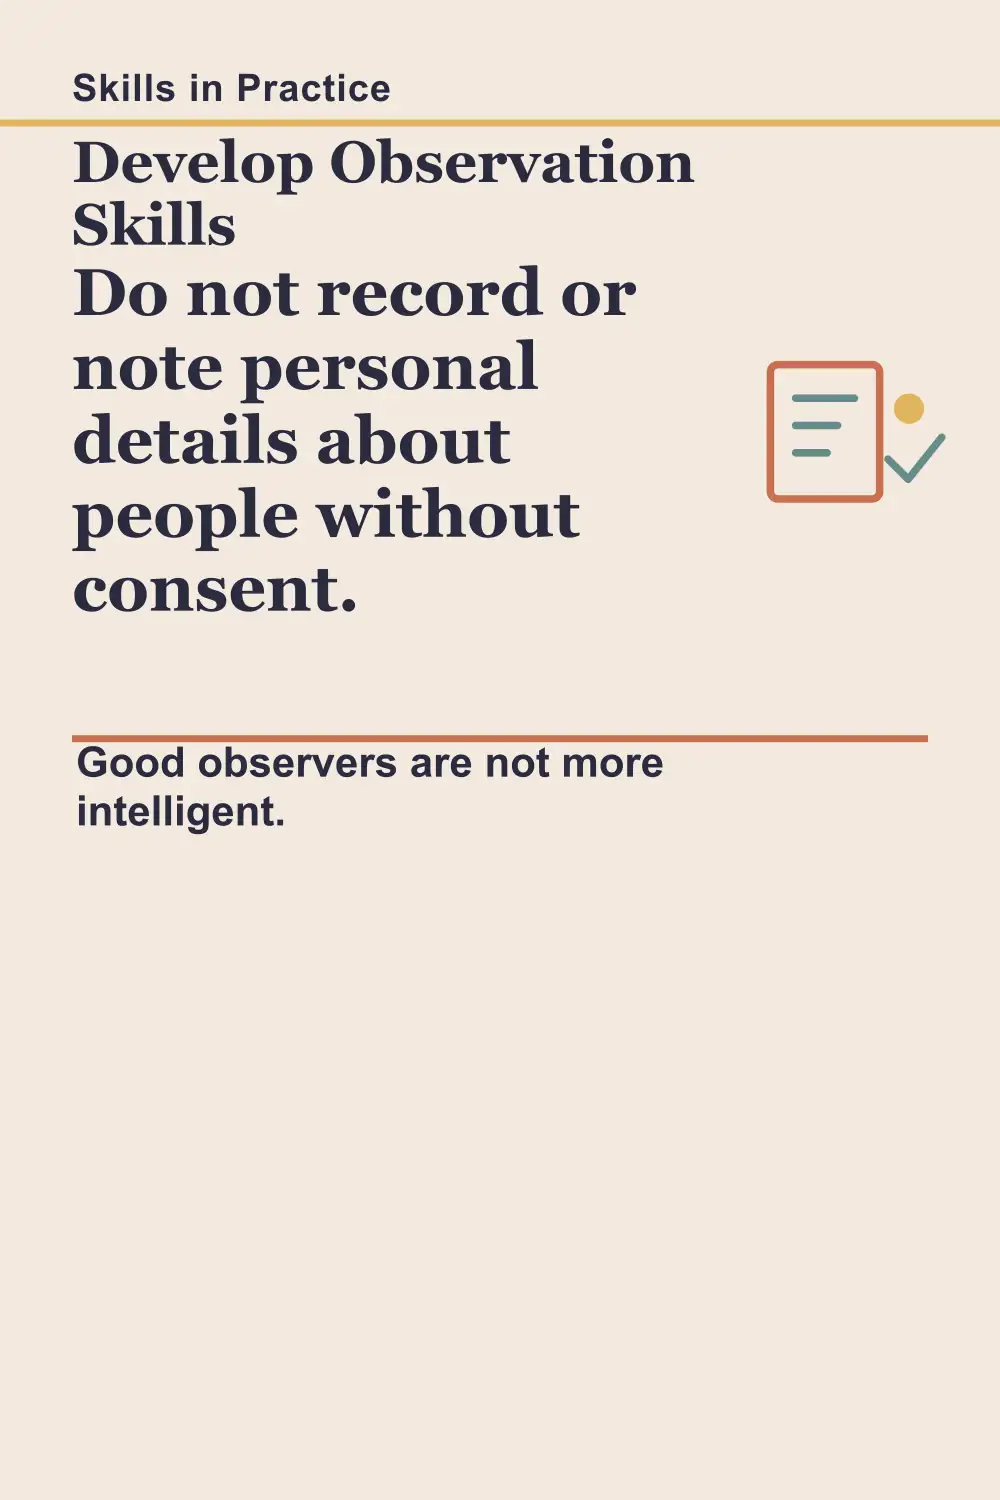 Skills in Practice
Develop Observation
Skills
Do not record or
note personal
details about
people without
consent.
Good observers are not more
intelligent.